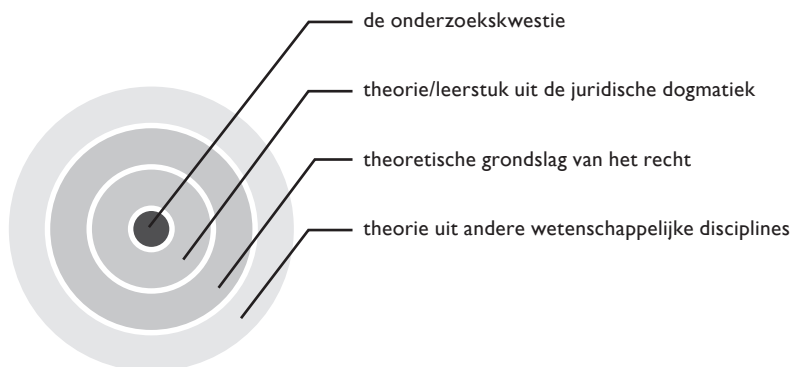 de onderzoekskwestie
theorie/leerstuk uit de juridische dogmatiek
theoretische grondslag van het recht
theorie uit andere wetenschappelijke disciplines